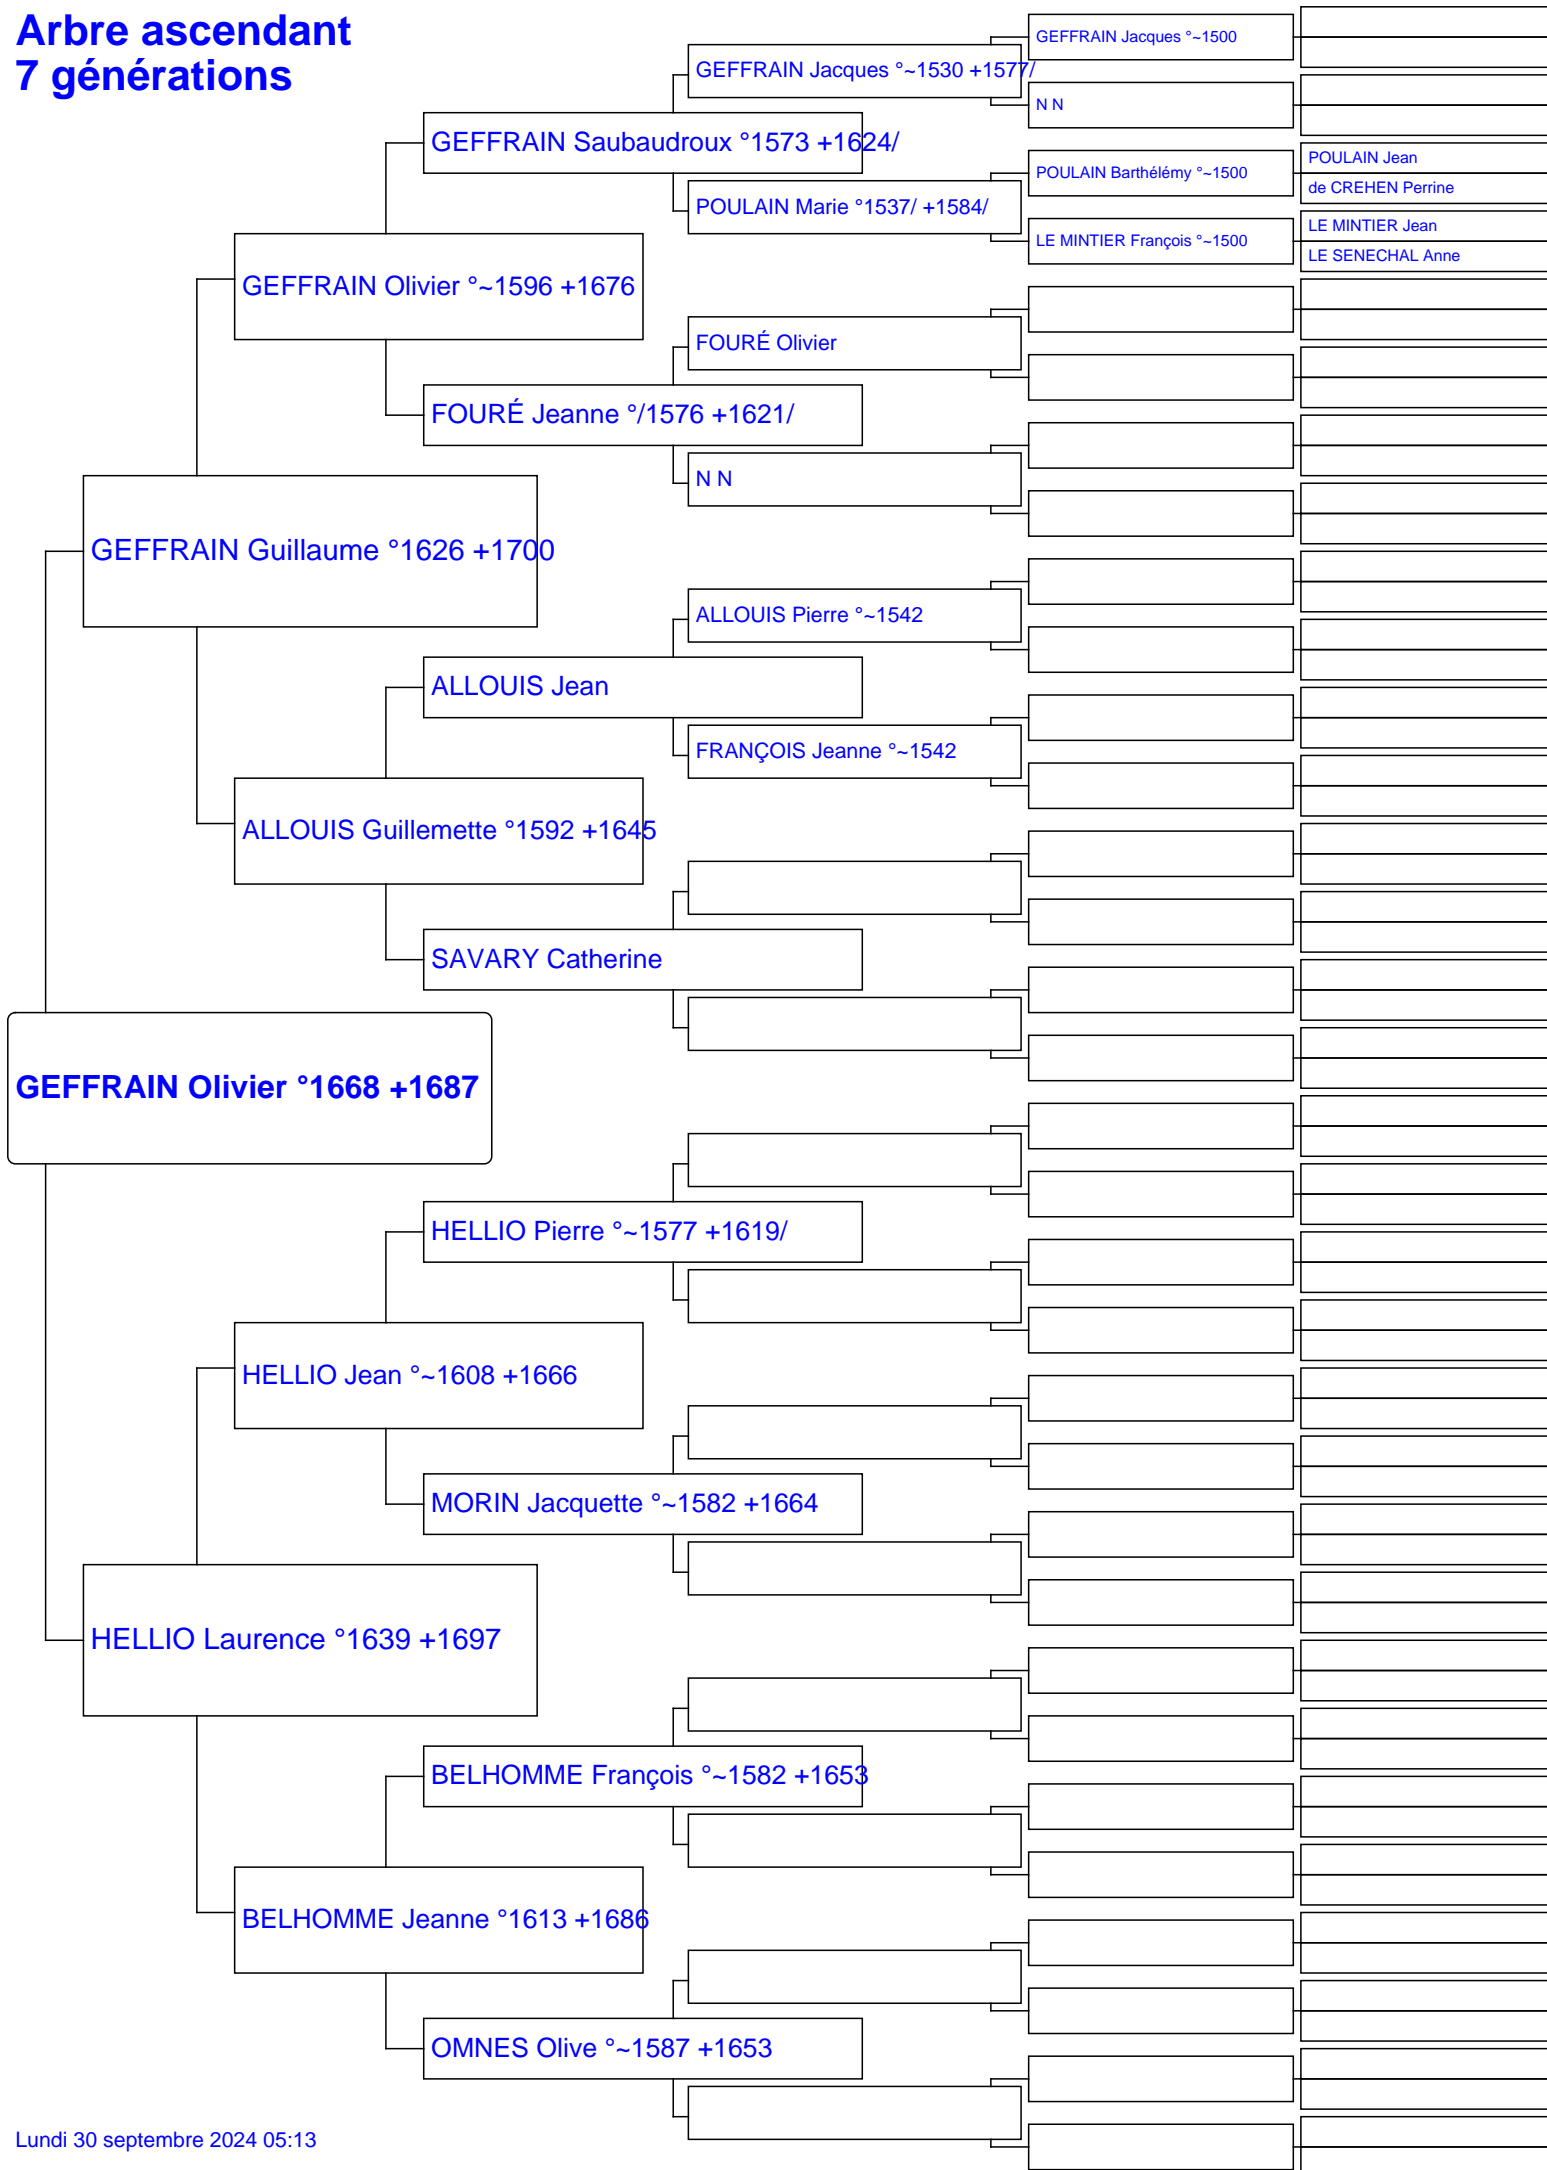 Arbre ascendant
7 générations
GEFFRAIN Jacques °~1500
GEFFRAIN Jacques °~1530 +1577/
N N
GEFFRAIN Saubaudroux °1573 +1624/
POULAIN Jean
POULAIN Barthélémy °~1500
de CREHEN Perrine
POULAIN Marie °1537/ +1584/
LE MINTIER Jean
LE MINTIER François °~1500
LE SENECHAL Anne
GEFFRAIN Olivier °~1596 +1676
FOURÉ Olivier
FOURÉ Jeanne °/1576 +1621/
N N
GEFFRAIN Guillaume °1626 +1700
ALLOUIS Pierre °~1542
ALLOUIS Jean
FRANÇOIS Jeanne °~1542
ALLOUIS Guillemette °1592 +1645
SAVARY Catherine
GEFFRAIN Olivier °1668 +1687
HELLIO Pierre °~1577 +1619/
HELLIO Jean °~1608 +1666
MORIN Jacquette °~1582 +1664
HELLIO Laurence °1639 +1697
BELHOMME François °~1582 +1653
BELHOMME Jeanne °1613 +1686
OMNES Olive °~1587 +1653
Lundi 30 septembre 2024 05:13